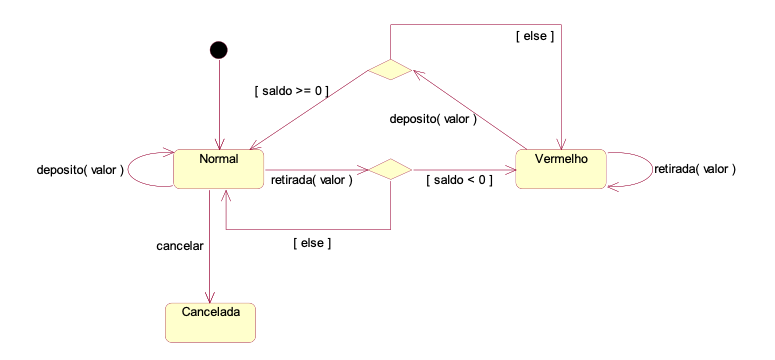 [ else ]
[ saldo >= 0 ]
deposito( valor )
Normal
Vermelho
deposito( valor )
retirada( valor )
[ saldo < 0 ]
retirada( valor )
[ else ]
cancelar
Cancelada